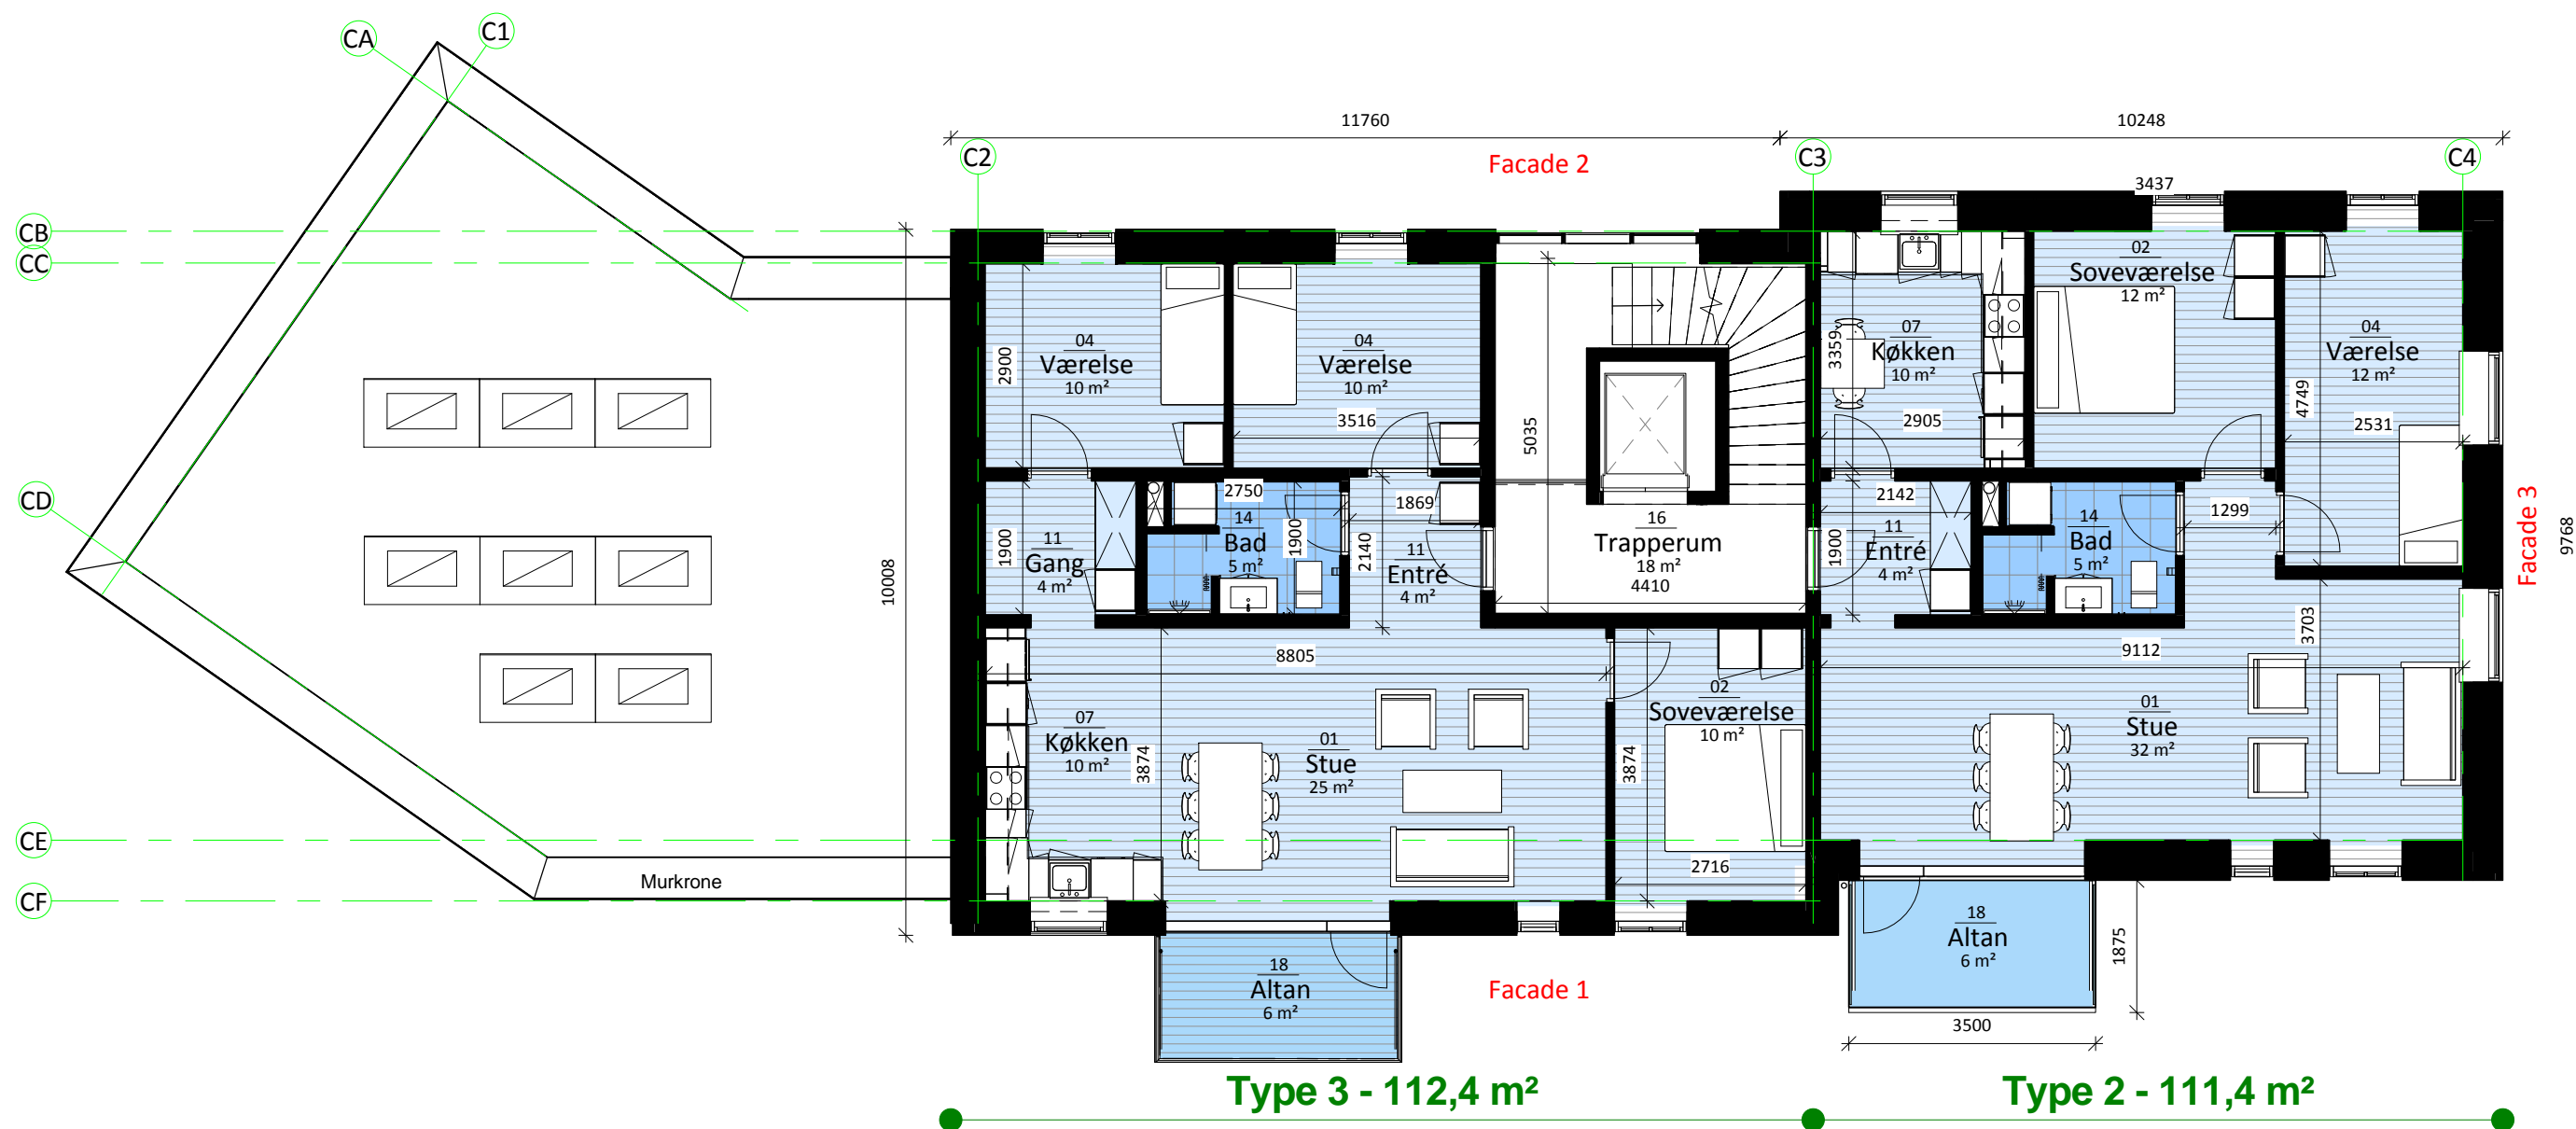 CA
C1
11760
10248
C2
Facade 2
C3
C4
3437
CB
CC
04
Værelse
10 m²
2900
04
Værelse
10 m²
3516
5035
3359
07
Køkken
10 m²
2905
02
Soveværelse
12 m²
04
Værelse
12 m²
4749
2531
Facade 3
9768
CD
10008
11
Gang
4 m²
1900
2750
14
Bad
5 m²
1900
1869
2140
11
Entré
4 m²
16
Trapperum
18 m²
4410
2142
1900
11
Entré
4 m²
14
Bad
5 m²
1299
3703
8805
07
Køkken
10 m²
3874
01
Stue
25 m²
02
Soveværelse
10 m²
3874
2716
9112
01
Stue
32 m²
CE
CF
Murkrone
18
Altan
6 m²
Facade 1
18
Altan
6 m²
1875
3500
Type 3 - 112,4 m²
Type 2 - 111,4 m²